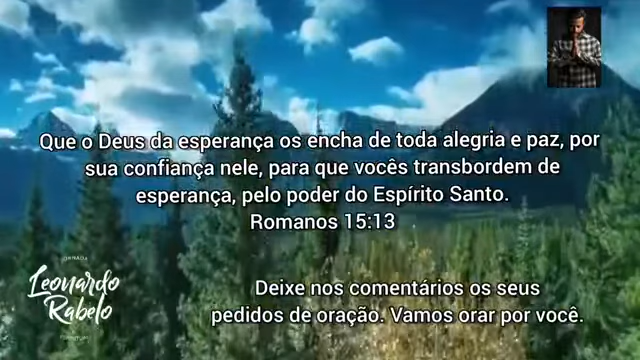 Que o Deus da esperança os encha de toda alegria e paz, por
sua confiança nele, para que vocês transbordem de
esperança, pelo poder do Espírito Santo.
Romanos 15:13
JORNADA
Leonardo
Rabelo
ESPIRITUAL
Deixe nos comentários os seus
pedidos de oração. Vamos orar por você.